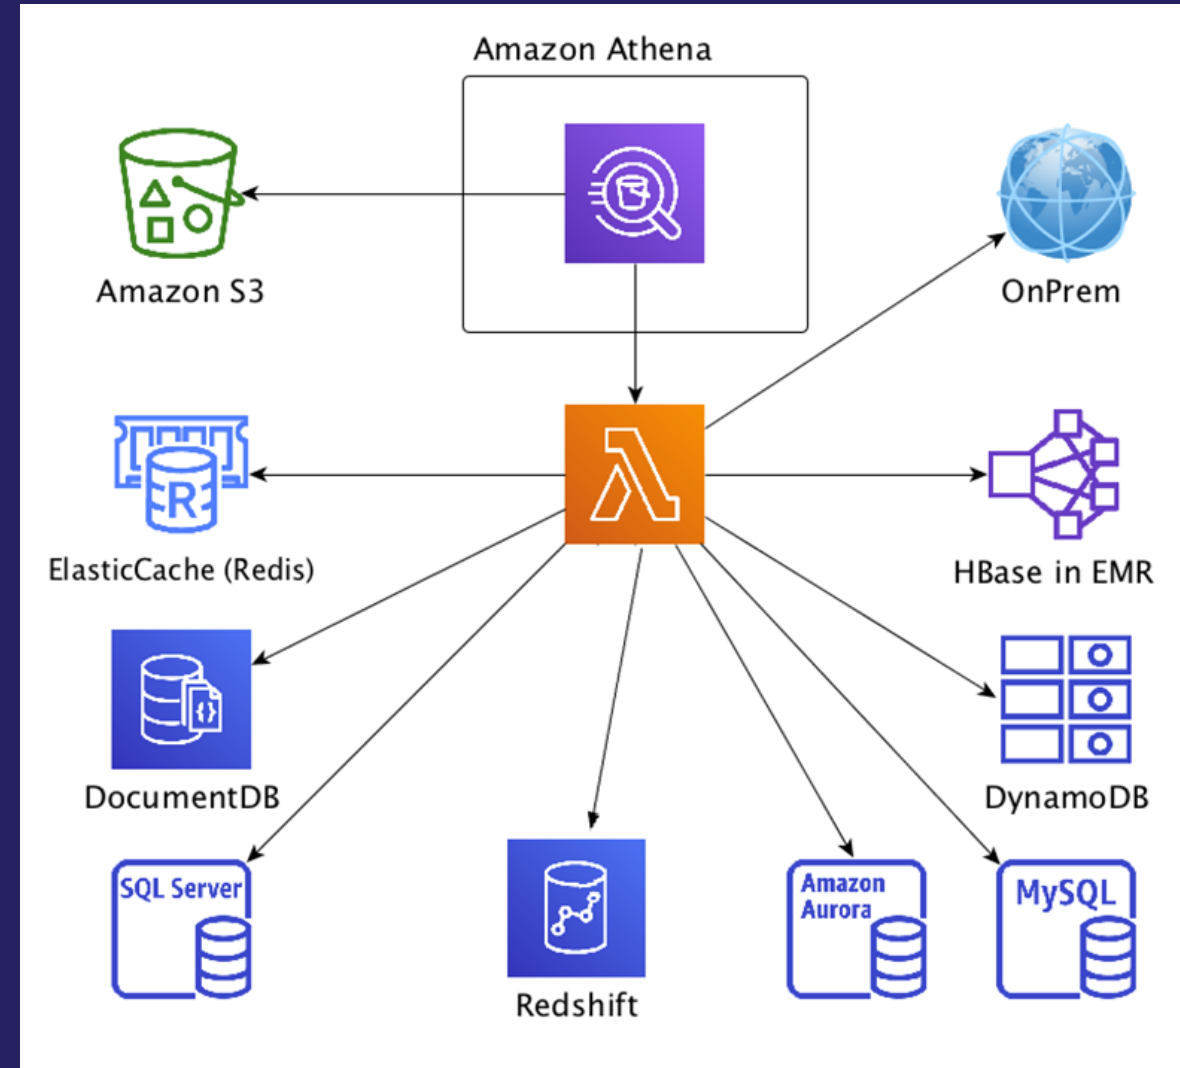 Amazon Athena
Amazon S3
OnPrem
ElasticCache (Redis)
R
HBase in EMR
DocumentDB
{}
DynamoDB
SQL Server
Redshift
Amazon
Aurora
MySQL